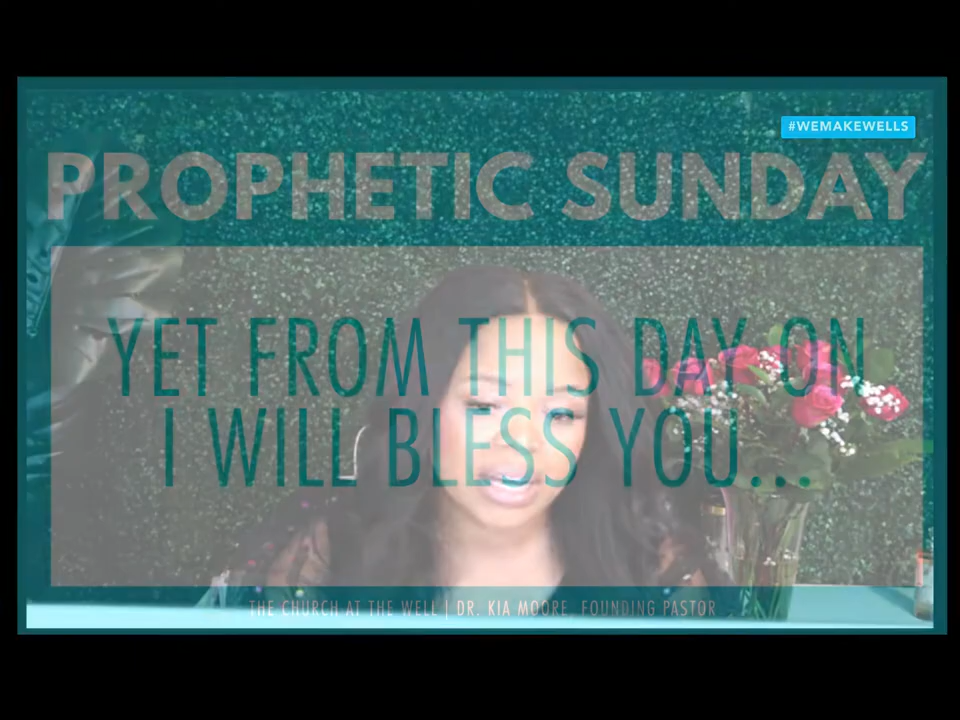 #WEMAKEWELLS
PROPHETIC SUNDAY
YET FROM THIS DAY ON
I WILL BLESS YOU...
THE CHURCH AT THE WELL | DR. KIA MOORE, FOUNDING PASTOR